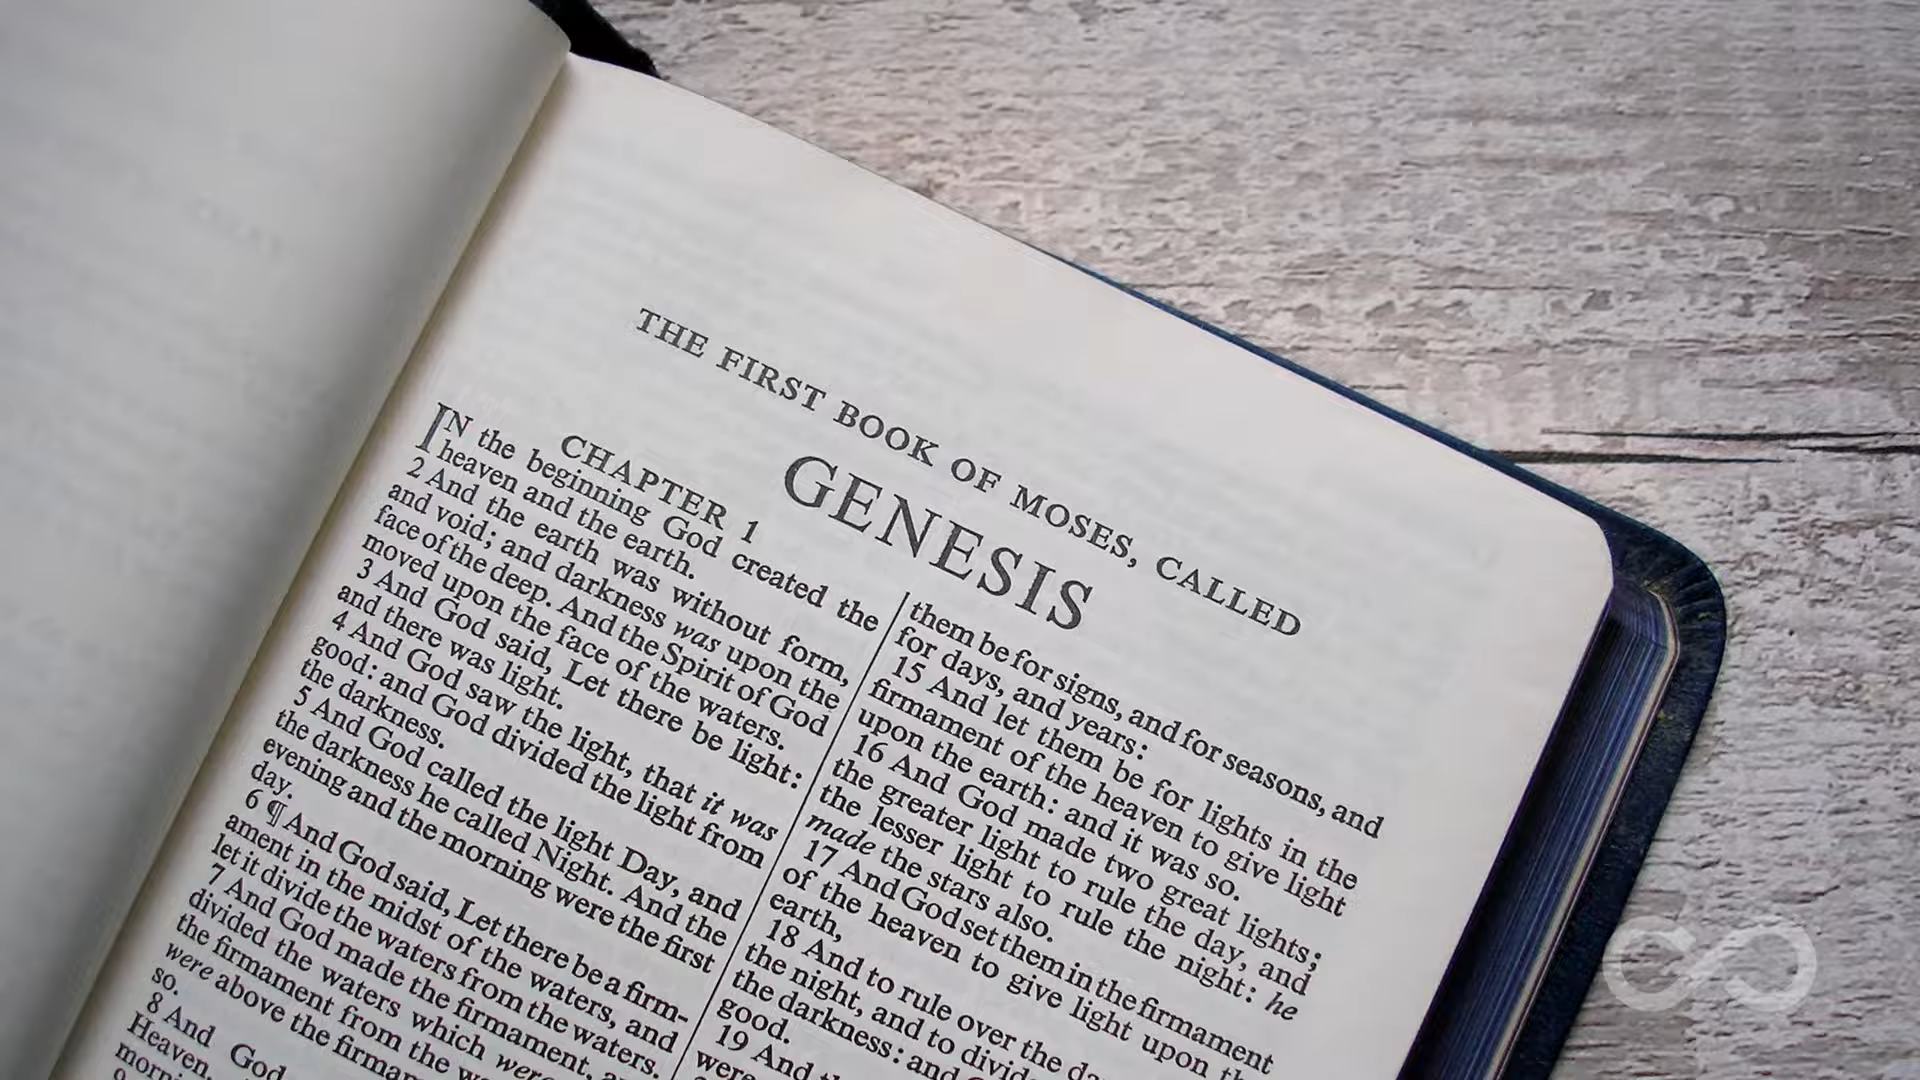 THE FIRST BOOK OF MOSES, CALLED
GENESIS
CHAPTER 1
IN the beginning God created the
heaven and the earth.
2 And the earth was without form,
and void; and darkness was upon the
face of the deep. And the Spirit of God
moved upon the face of the waters.
3 And God said, Let there be light:
and there was light.
4 And God saw the light, that it was
good: and God divided the light from
the darkness.
5 And God called the light Day, and
the darkness he called Night. And the
evening and the morning were the first
day.
6 ¶ And God said, Let there be a firm-
ament in the midst of the waters, and
let it divide the waters from the waters.
7 And God made the firmament, a
divided the waters which were
the firmament from the wa
were above the firmam
so.
8 And God
Heaven.
morni
9
them be for signs, and for seasons, and
for days, and years:
15 And let them be for lights in the
firmament of the heaven to give light
upon the earth: and it was so.
16 And God made two great lights;
the greater light to rule the day, and
the lesser light to rule the night: he
made the stars also.
17 And God set them in the firmament
of the heaven to give light upon th
earth,
18 And to rule over the da
the night, and to divid
the darkness: and G
good.
19 And th
were